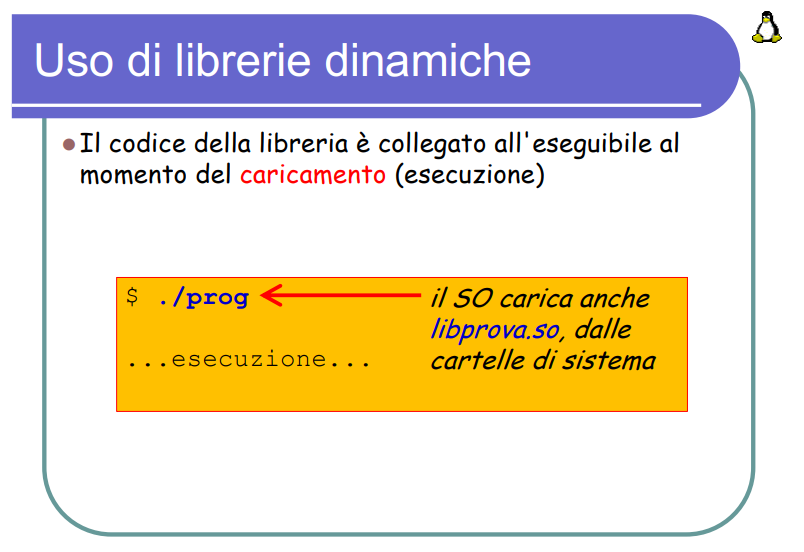 Uso di librerie dinamiche
Il codice della libreria è collegato all'eseguibile al
momento del caricamento (esecuzione)
$ ./prog
il SO carica anche
libprova.so, dalle
cartelle di sistema
...esecuzione...